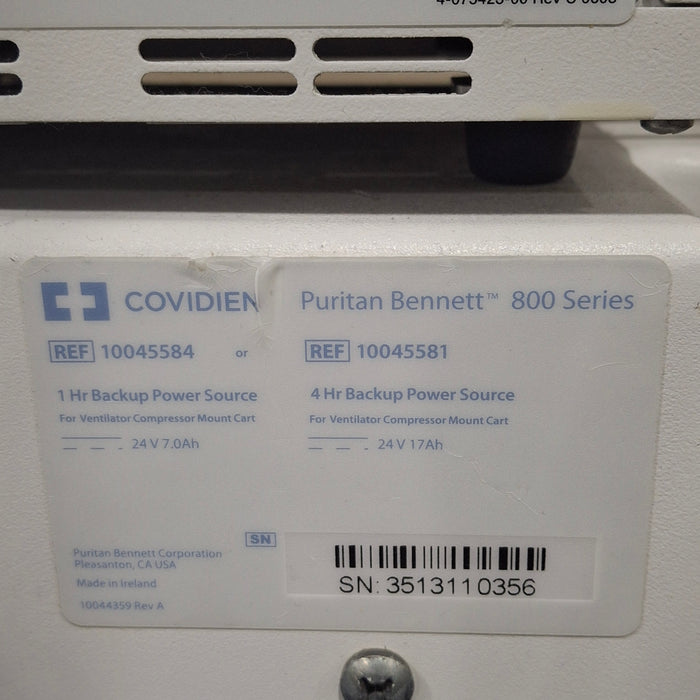 COVIDIEN Puritan Bennett™ 800 Series
REF 10045584 or REF 10045581
1 Hr Backup Power Source 4 Hr Backup Power Source
For Ventilator Compressor Mount Cart For Ventilator Compressor Mount Cart
24 V 7.0Ah 24 V 17Ah
SN
Puritan Bennett Corporation
Pleasanton, CA USA
Made in Ireland
10044359 Rev A
SN: 3513110356